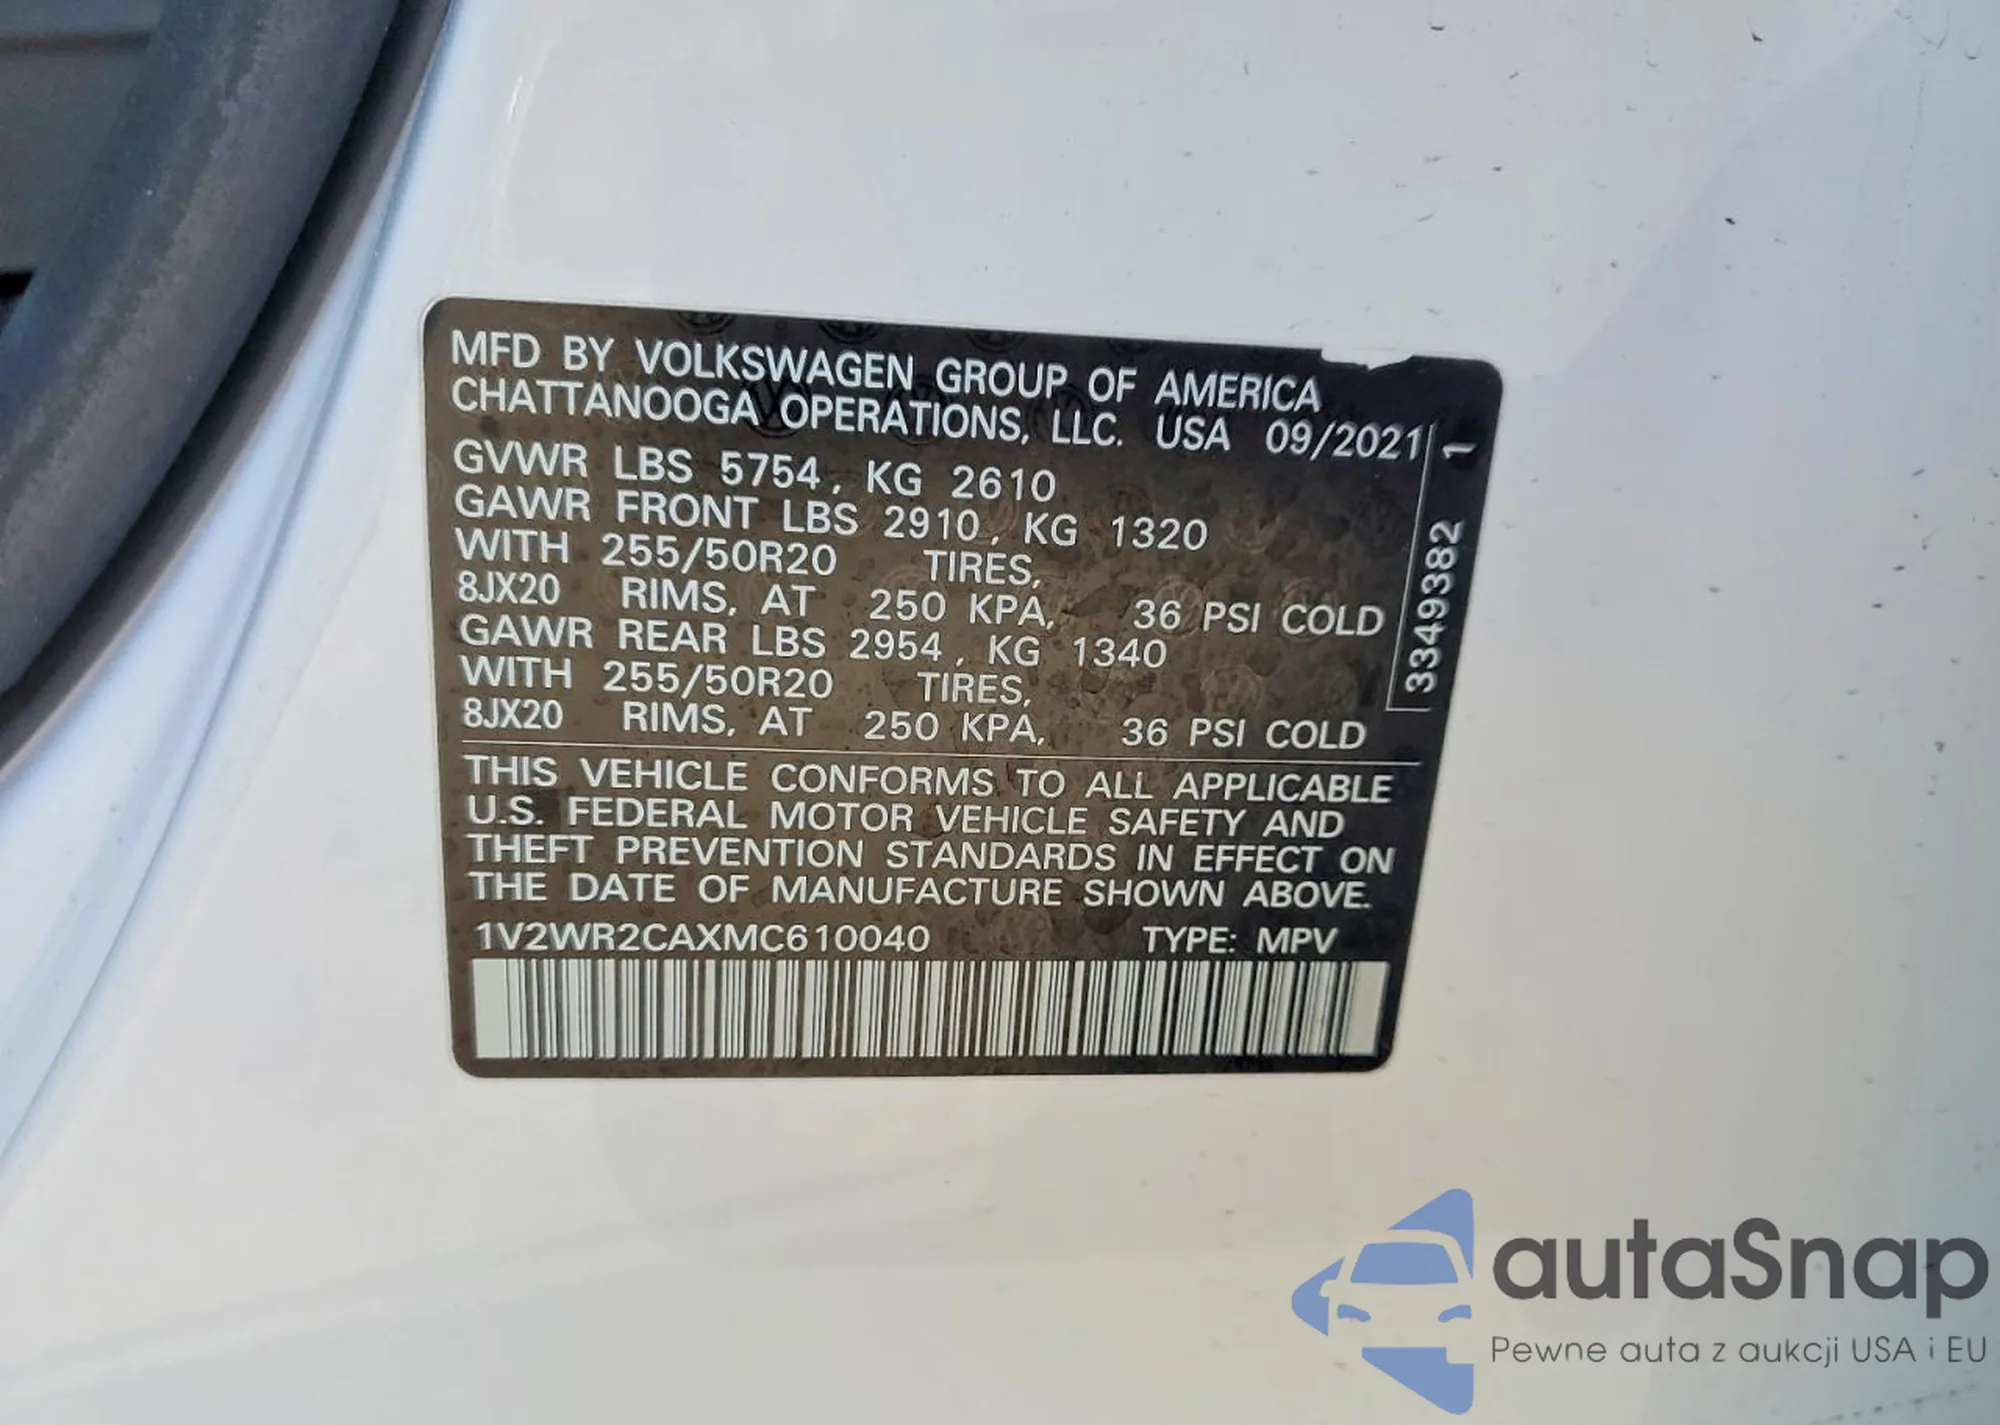 MFD BY VOLKSWAGEN GROUP OF AMERICA
CHATTANOOGA OPERATIONS, LLC. USA 09/2021
GVWR LBS 5754, KG 2610
GAWR FRONT LBS 2910, KG 1320
WITH 255/50R20 TIRES,
8JX20 RIMS, AT 250 KPA, 36 PSI COLD
GAWR REAR LBS 2954, KG 1340
WITH 255/50R20 TIRES,
8JX20 RIMS, AT 250 KPA, 36 PSI COLD
3349382 1
THIS VEHICLE CONFORMS TO ALL APPLICABLE
U.S. FEDERAL MOTOR VEHICLE SAFETY AND
THEFT PREVENTION STANDARDS IN EFFECT ON
THE DATE OF MANUFACTURE SHOWN ABOVE.
1V2WR2CAXMC610040 TYPE: MPV
autaSnap
Pewne auta z aukcji USA i EU